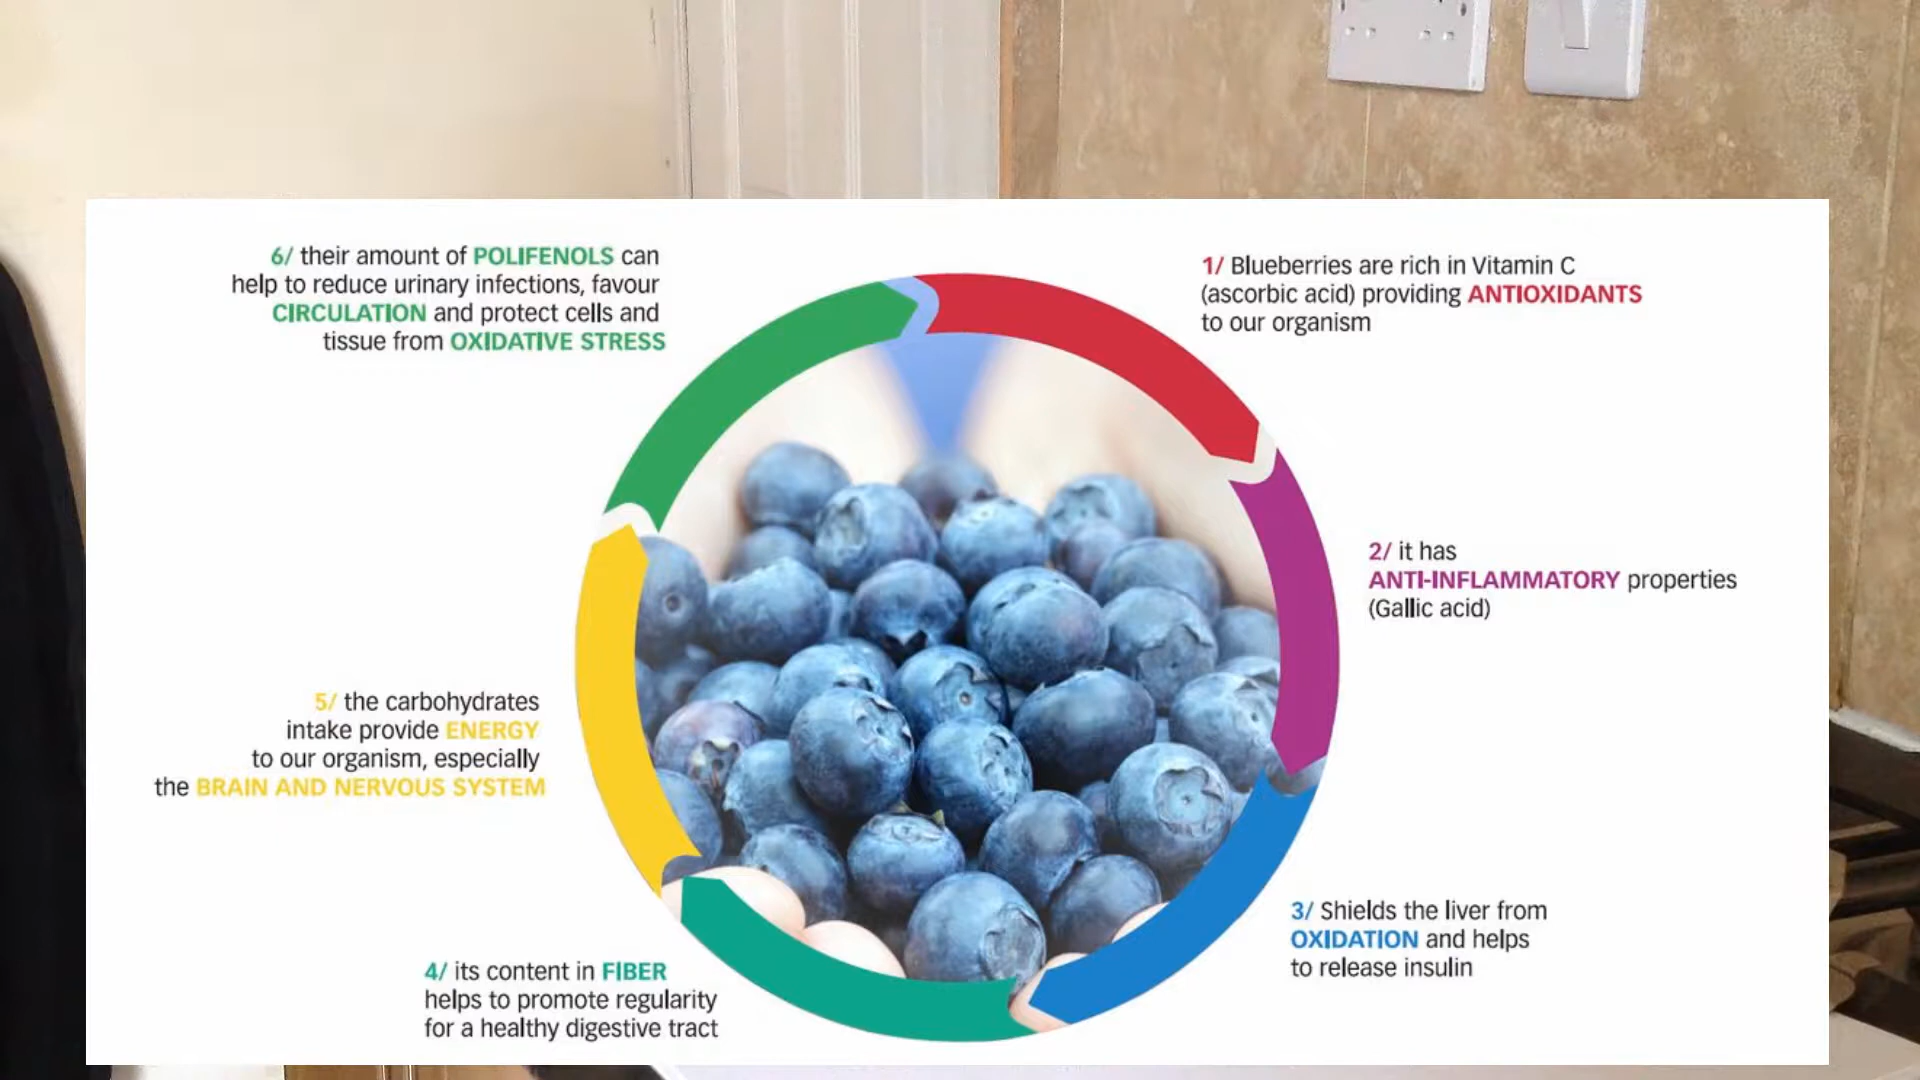 1/ Blueberries are rich in Vitamin C
(ascorbic acid) providing ANTIOXIDANTS
to our organism
2/ it has
ANTI-INFLAMMATORY properties
(Gallic acid)
3/ Shields the liver from
OXIDATION and helps
to release insulin
4/ its content in FIBER
helps to promote regularity
for a healthy digestive tract
5/ the carbohydrates
intake provide ENERGY
to our organism, especially
the BRAIN AND NERVOUS SYSTEM
6/ their amount of POLIFENOLS can
help to reduce urinary infections, favour
CIRCULATION and protect cells and
tissue from OXIDATIVE STRESS